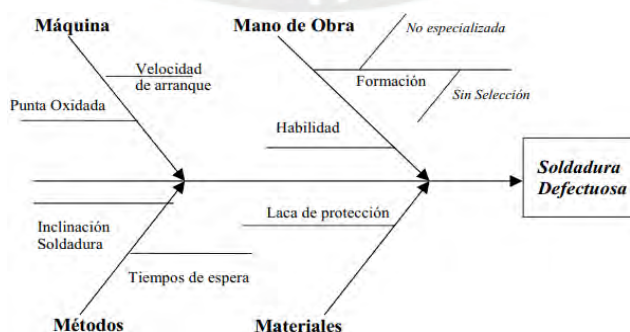 Máquina
Mano de Obra
No especializada
Velocidad
de arranque
Formación
Sin Selección
Punta Oxidada
Habilidad
Soldadura
Defectuosa
Inclinación
Soldadura
Laca de protección
Tiempos de espera
Métodos
Materiales